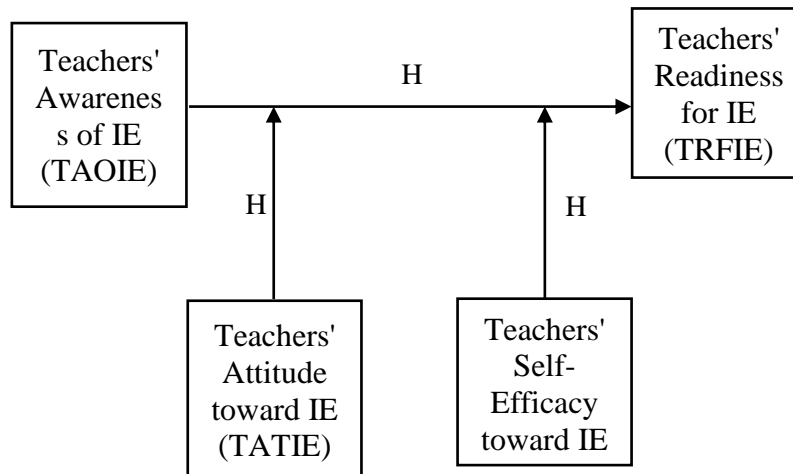 Teachers'
Awarenes
s of IE
(TAOIE)
H
Teachers'
Readiness
for IE
(TRFIE)
H
H
Teachers'
Attitude
toward IE
(TATIE)
Teachers'
Self-
Efficacy
toward IE